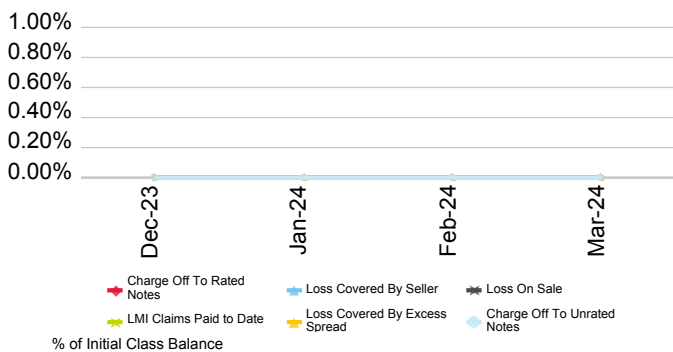 1.00%
0.80%
0.60%
0.40%
0.20%
0.00%
Dec-23
Jan-24
Feb-24
Mar-24
Charge Off To Rated
Notes
Loss Covered By Seller
Loss On Sale
LMI Claims Paid to Date
Loss Covered By Excess
Spread
Charge Off To Unrated
Notes
% of Initial Class Balance